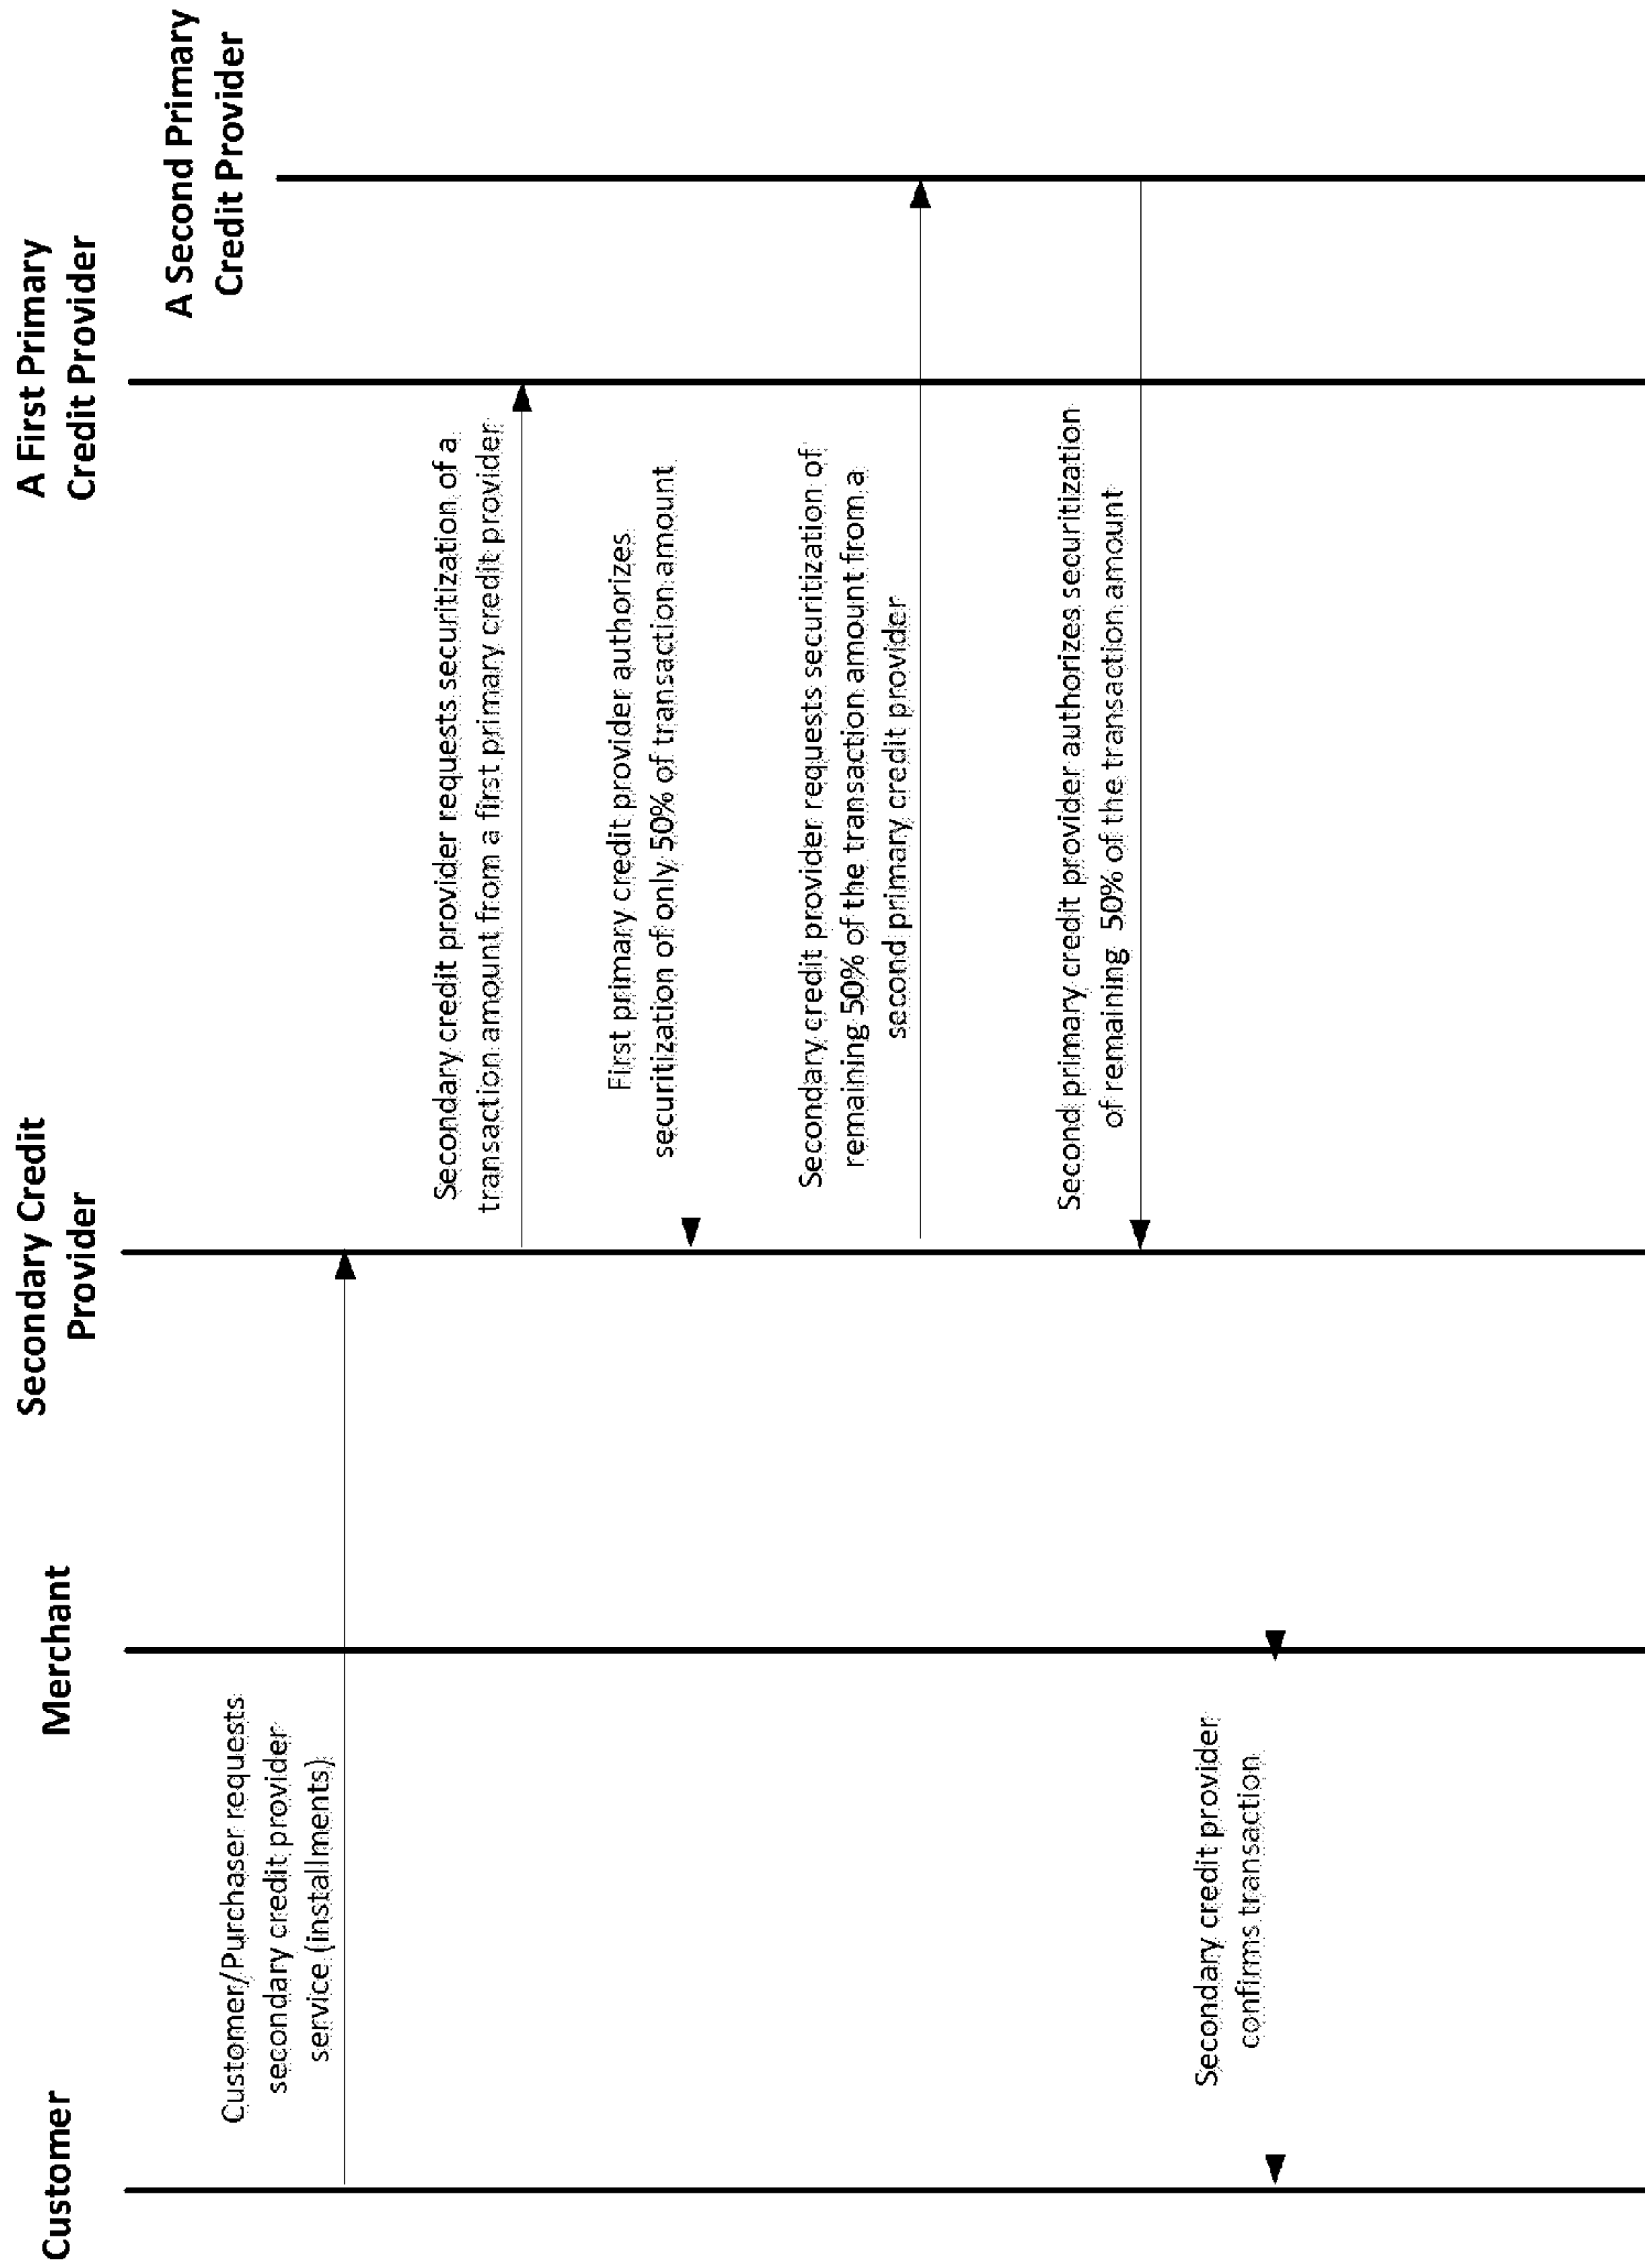 Customer
Merchant
Secondary Credit
Provider
A First Primary
Credit Provider
A Second Primary
Credit Provider
Customer/Purchaser requests
secondary credit provider
service (installments)
Secondary credit provider requests securitization of a
transaction amount from a first primary credit provider
First primary credit provider authorizes
securitization of only 50% of transaction amount
Secondary credit provider requests securitization of
remaining 50% of the transaction amount from a
second primary credit provider
Second primary credit provider authorizes securitization
of remaining 50% of the transaction amount
Secondary credit provider
confirms transaction